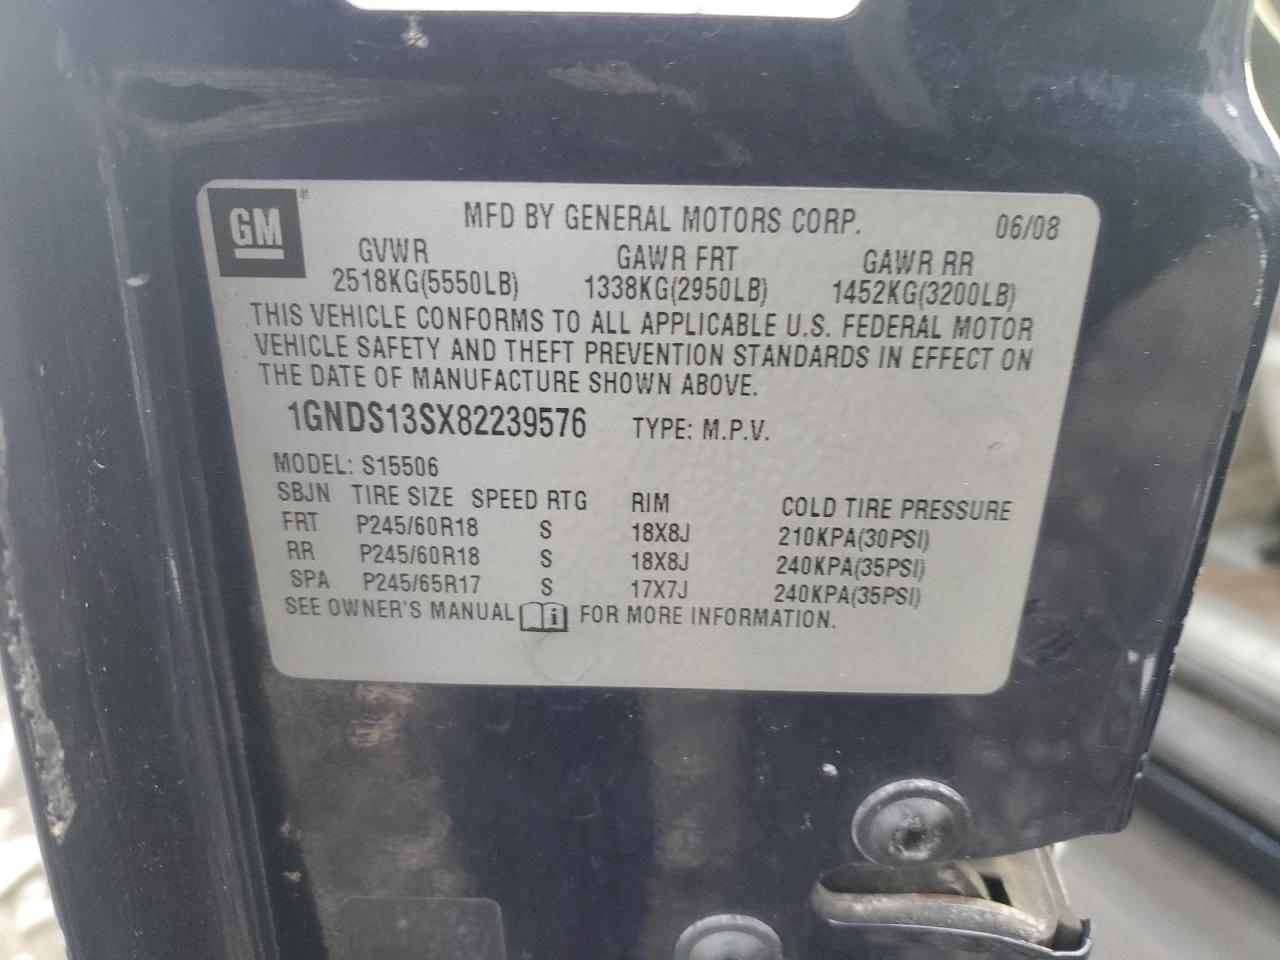 GM ® MFD BY GENERAL MOTORS CORP. 06/08
GVWR GAWR FRT GAWR RR
2518KG(5550LB) 1338KG(2950LB) 1452KG(3200LB)
THIS VEHICLE CONFORMS TO ALL APPLICABLE U.S. FEDERAL MOTOR
VEHICLE SAFETY AND THEFT PREVENTION STANDARDS IN EFFECT ON
THE DATE OF MANUFACTURE SHOWN ABOVE.
1GNDS13SX82239576 TYPE: M.P.V.
MODEL: S15506
SBJN TIRE SIZE SPEED RTG RIM COLD TIRE PRESSURE
FRT P245/60R18 S 18X8J 210KPA(30PSI)
RR P245/60R18 S 18X8J 240KPA(35PSI)
SPA P245/65R17 S 17X7J 240KPA(35PSI)
SEE OWNER'S MANUAL i FOR MORE INFORMATION.